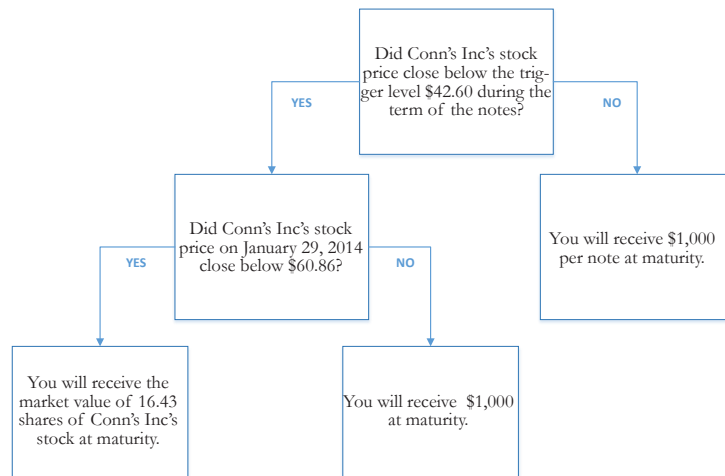 Did Conn's Inc's stock
price close below the trig-
ger level $42.60 during the
term of the notes?
YES
NO
Did Conn's Inc's stock
price on January 29, 2014
close below $60.86?
You will receive $1,000
per note at maturity.
YES
NO
You will receive the
market value of 16.43
shares of Conn's Inc's
stock at maturity.
You will receive $1,000
at maturity.